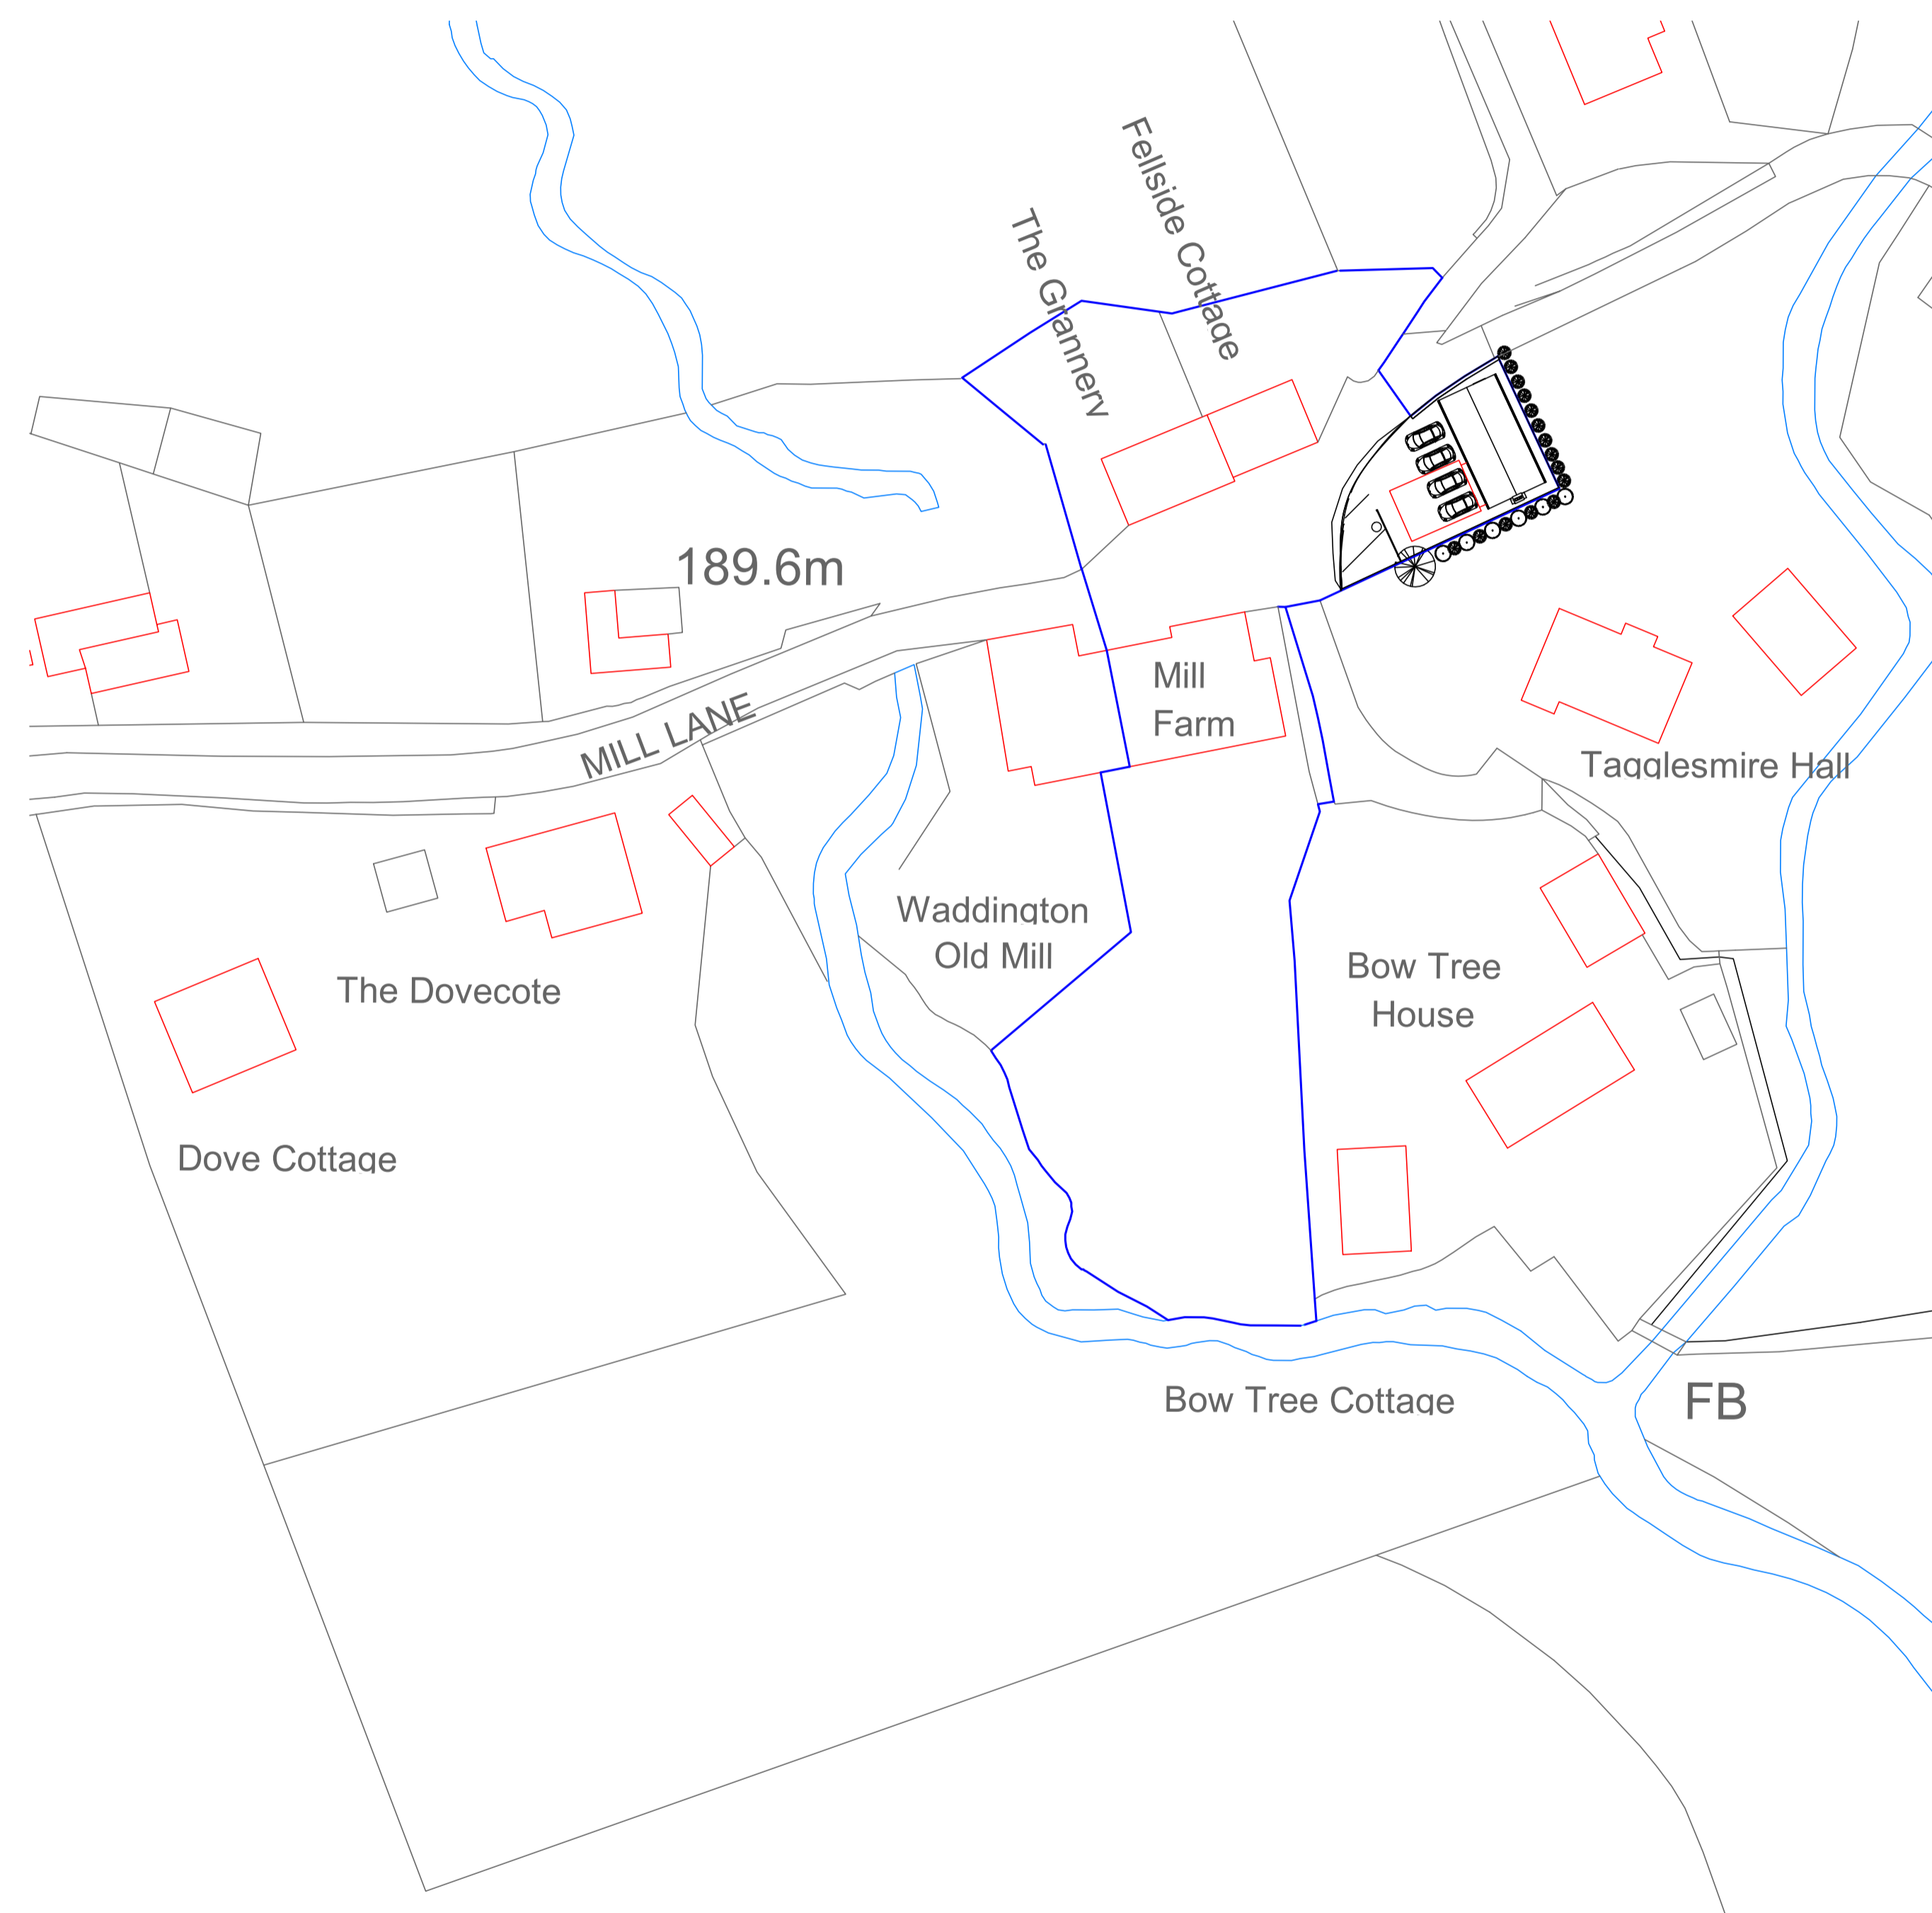 Fellside Cottage
The Grannery
189.6m
MILL LANE
Mill
Farm
Tagglesmire Hall
Waddington
Old Mill
Bow Tree
House
The Dovecote
Dove Cottage
Bow Tree Cottage
FB